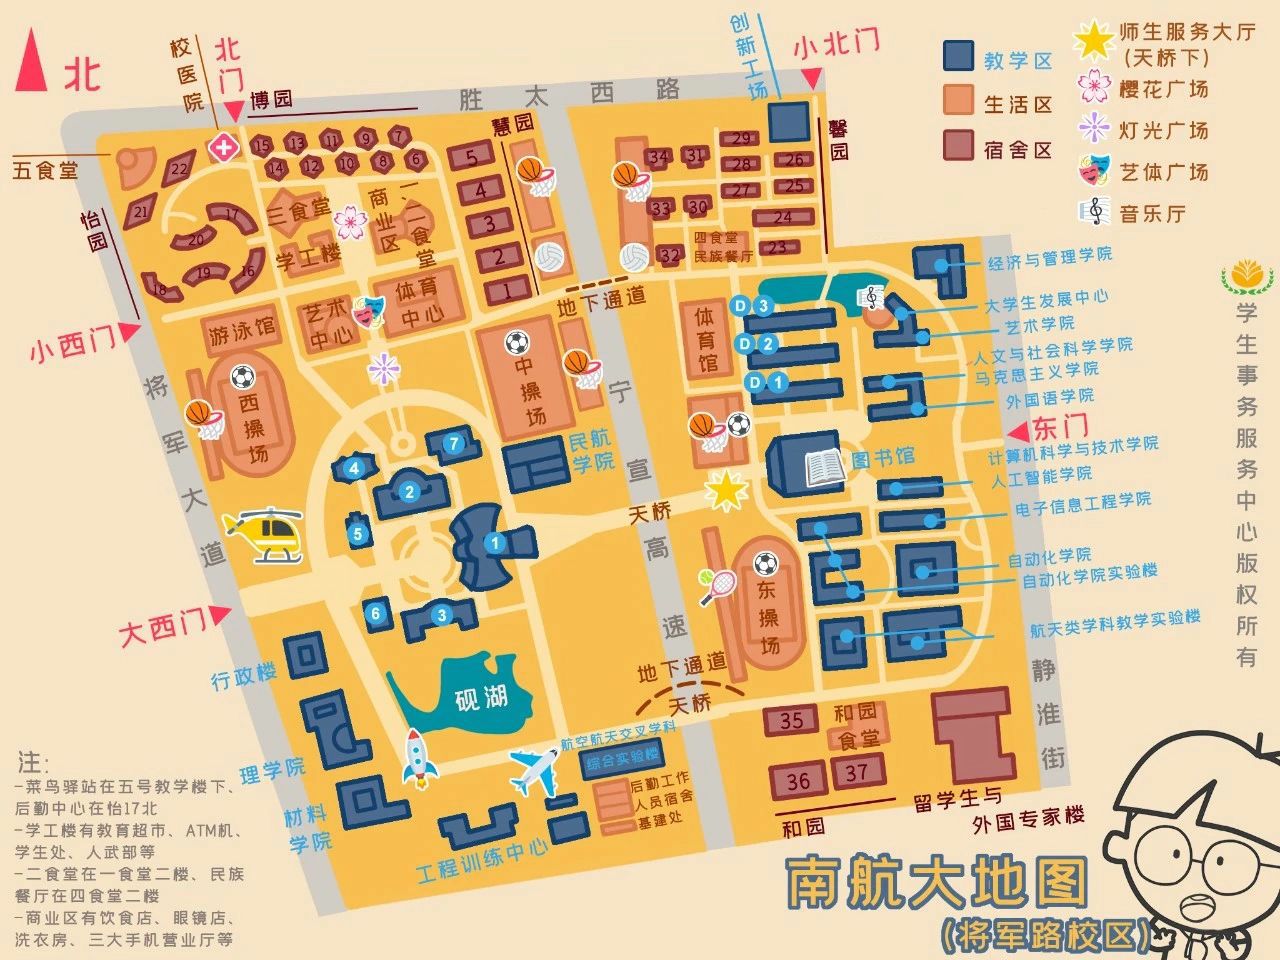 北
校医院
北门
博园
胜太西路
创新工场
小北门
教学区
生活区
宿舍区
师生服务大厅
(天桥下)
樱花广场
灯光广场
艺体广场
音乐厅
五食堂
怡园
慧园
馨园
15
13
11
9
7
14
12
10
8
6
22
21
20
17
19
16
18
5
4
3
2
1
三食堂
学工楼
商业区
一、二食堂
艺术中心
体育中心
游泳馆
西操场
中操场
地下通道
34
31
33
30
32
29
28
27
26
25
24
23
四食堂
民族餐厅
体育馆
D 3
D 2
D 1
经济与管理学院
大学生发展中心
艺术学院
人文与社会科学学院
马克思主义学院
外国语学院
东门
图书馆
计算机科学与技术学院
人工智能学院
电子信息工程学院
自动化学院
自动化学院实验楼
航天类学科教学实验楼
小西门
将军大道
大西门
宁宣高速
民航学院
天桥
4
7
2
5
1
6
3
东操场
地下通道
天桥
静淮街
砚湖
行政楼
理学院
材料学院
工程训练中心
航空航天交叉学科
综合实验楼
后勤工作
人员宿舍
基建处
35
36
37
和园食堂
和园
留学生与
外国专家楼
学生事务服务中心版权所有
注:
-菜鸟驿站在五号教学楼下、
后勤中心在怡17北
-学工楼有教育超市、ATM机、
学生处、人武部等
-二食堂在一食堂二楼、民族
餐厅在四食堂二楼
-商业区有饮食店、眼镜店、
洗衣房、三大手机营业厅等
南航大地图
(将军路校区)